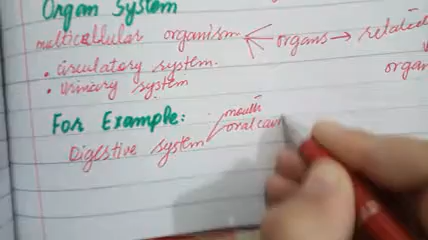 Organ System
multicellular organism organs → related
• circulatory system.
• urinary system
organ
For Example:
mouth
oral cav
Digestive system